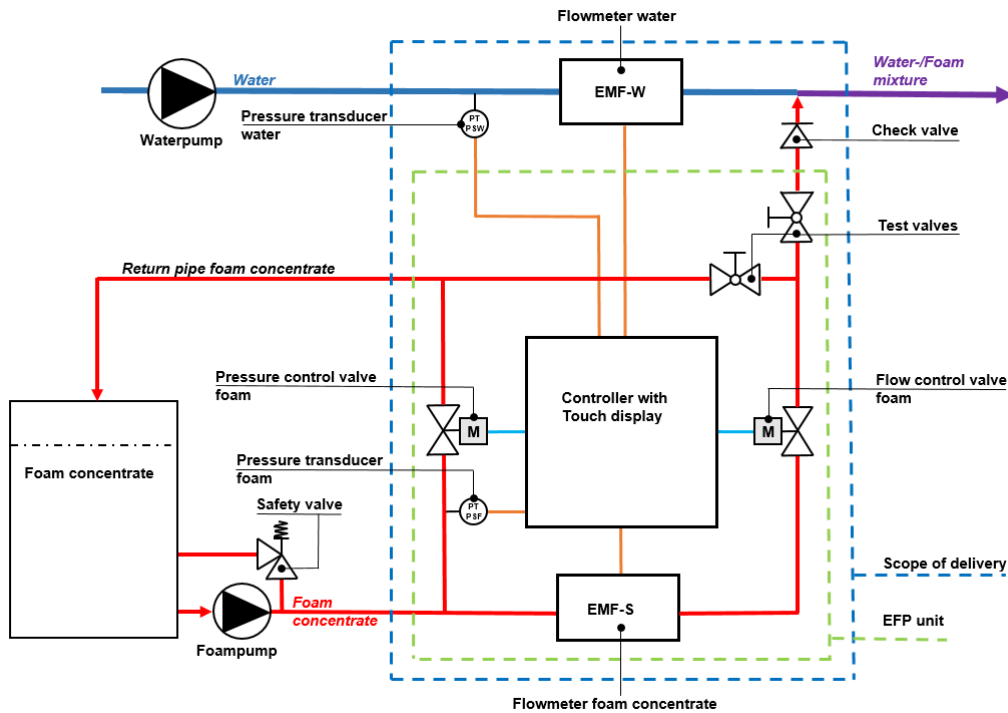 Flowmeter water
Water
EMF-W
Water-/Foam
mixture
Waterpump
Pressure transducer
water
PT
PSW
Check valve
Test valves
Return pipe foam concentrate
Pressure control valve
foam
M
Controller with
Touch display
M
Flow control valve
foam
Foam concentrate
Pressure transducer
foam
PT
PSF
Safety valve
Scope of delivery
Foam
concentrate
EMF-S
EFP unit
Foampump
Flowmeter foam concentrate